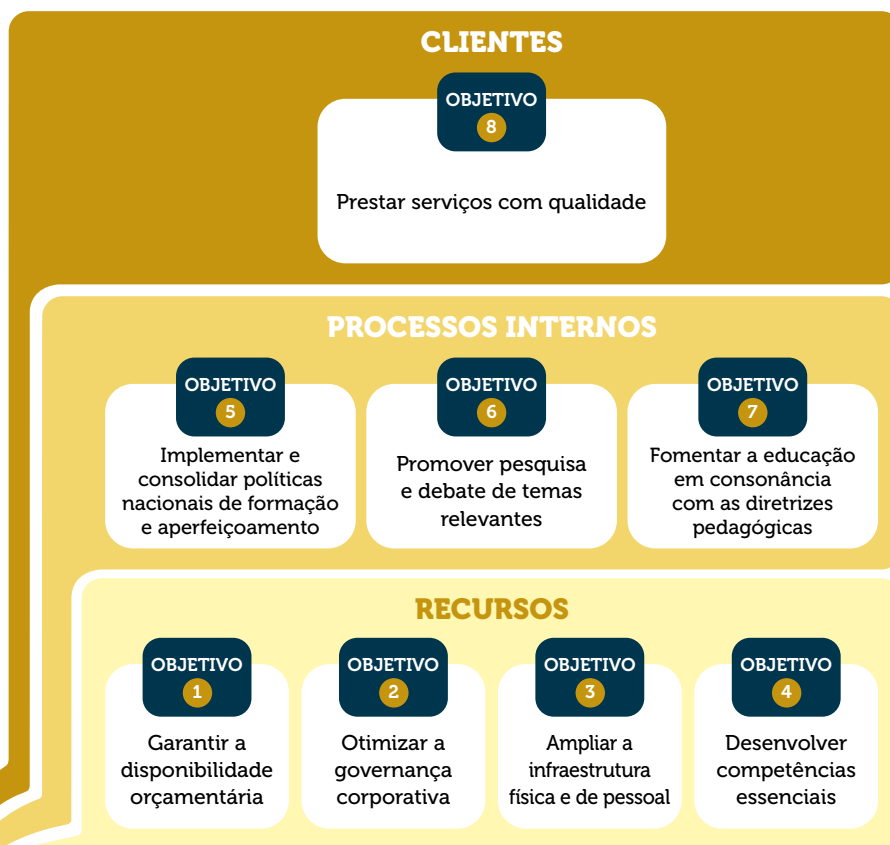 CLIENTES
OBJETIVO
8
Prestar serviços com qualidade
PROCESSOS INTERNOS
OBJETIVO
5
Implementar e
consolidar políticas
nacionais de formação
e aperfeiçoamento
OBJETIVO
6
Promover pesquisa
e debate de temas
relevantes
OBJETIVO
7
Fomentar a educação
em consonância
com as diretrizes
pedagógicas
RECURSOS
OBJETIVO
1
Garantir a
disponibilidade
orçamentária
OBJETIVO
2
Otimizar a
governança
corporativa
OBJETIVO
3
Ampliar a
infraestrutura
física e de pessoal
OBJETIVO
4
Desenvolver
competências
essenciais